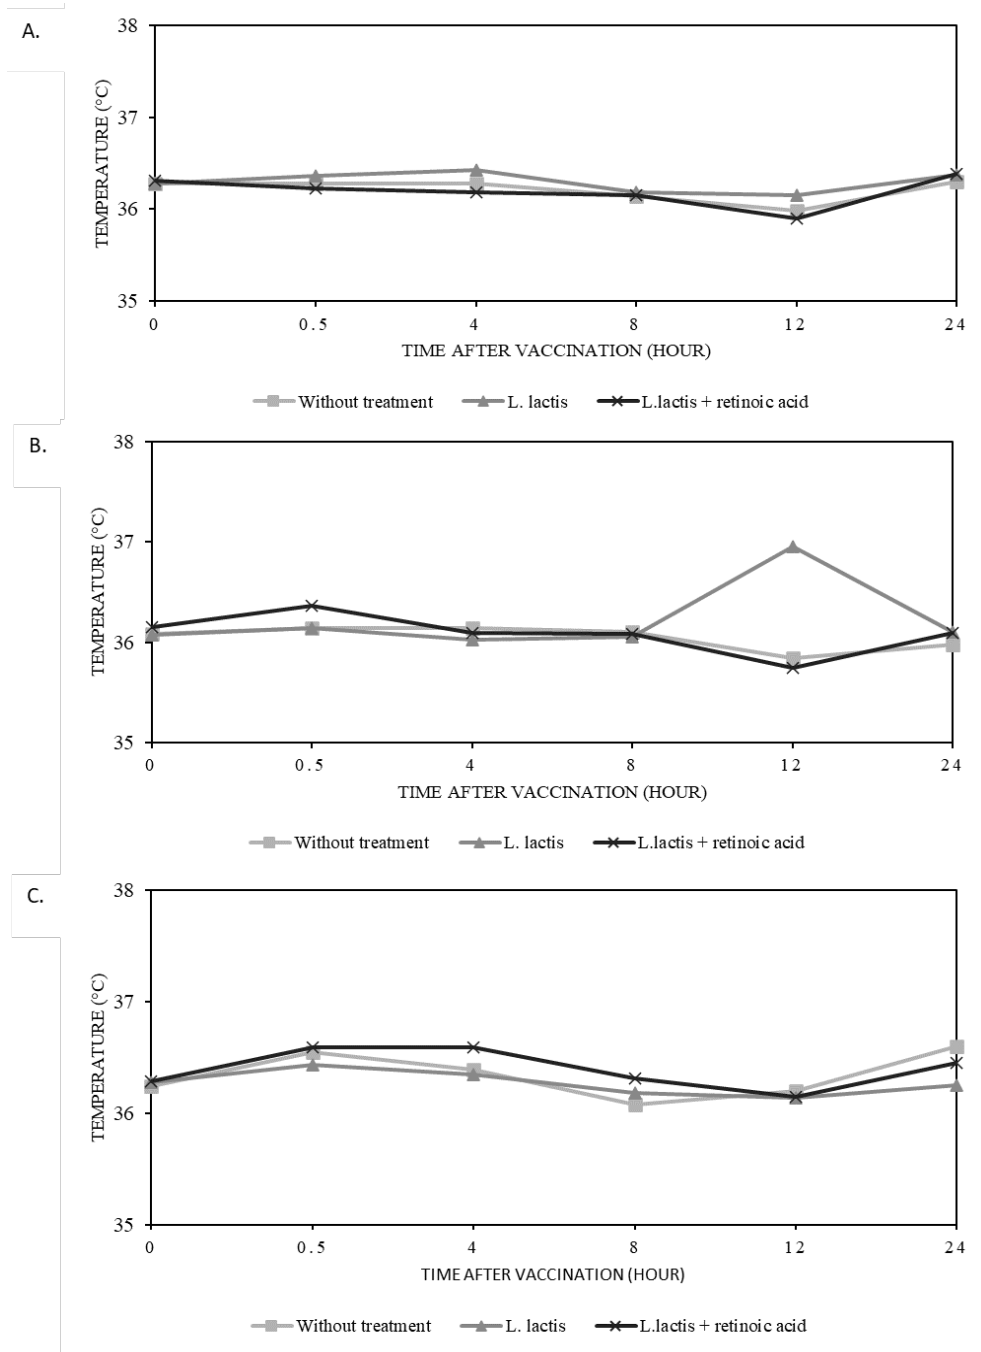 A.
38
37
36
35
TEMPERATURE (°C)
0 0.5 4 8 12 24
TIME AFTER VACCINATION (HOUR)
Without treatment L. lactis L.lactis + retinoic acid
B.
38
37
36
35
TEMPERATURE (°C)
0 0.5 4 8 12 24
TIME AFTER VACCINATION (HOUR)
Without treatment L. lactis L.lactis + retinoic acid
C.
38
37
36
35
TEMPERATURE (°C)
0 0.5 4 8 12 24
TIME AFTER VACCINATION (HOUR)
Without treatment L. lactis L.lactis + retinoic acid